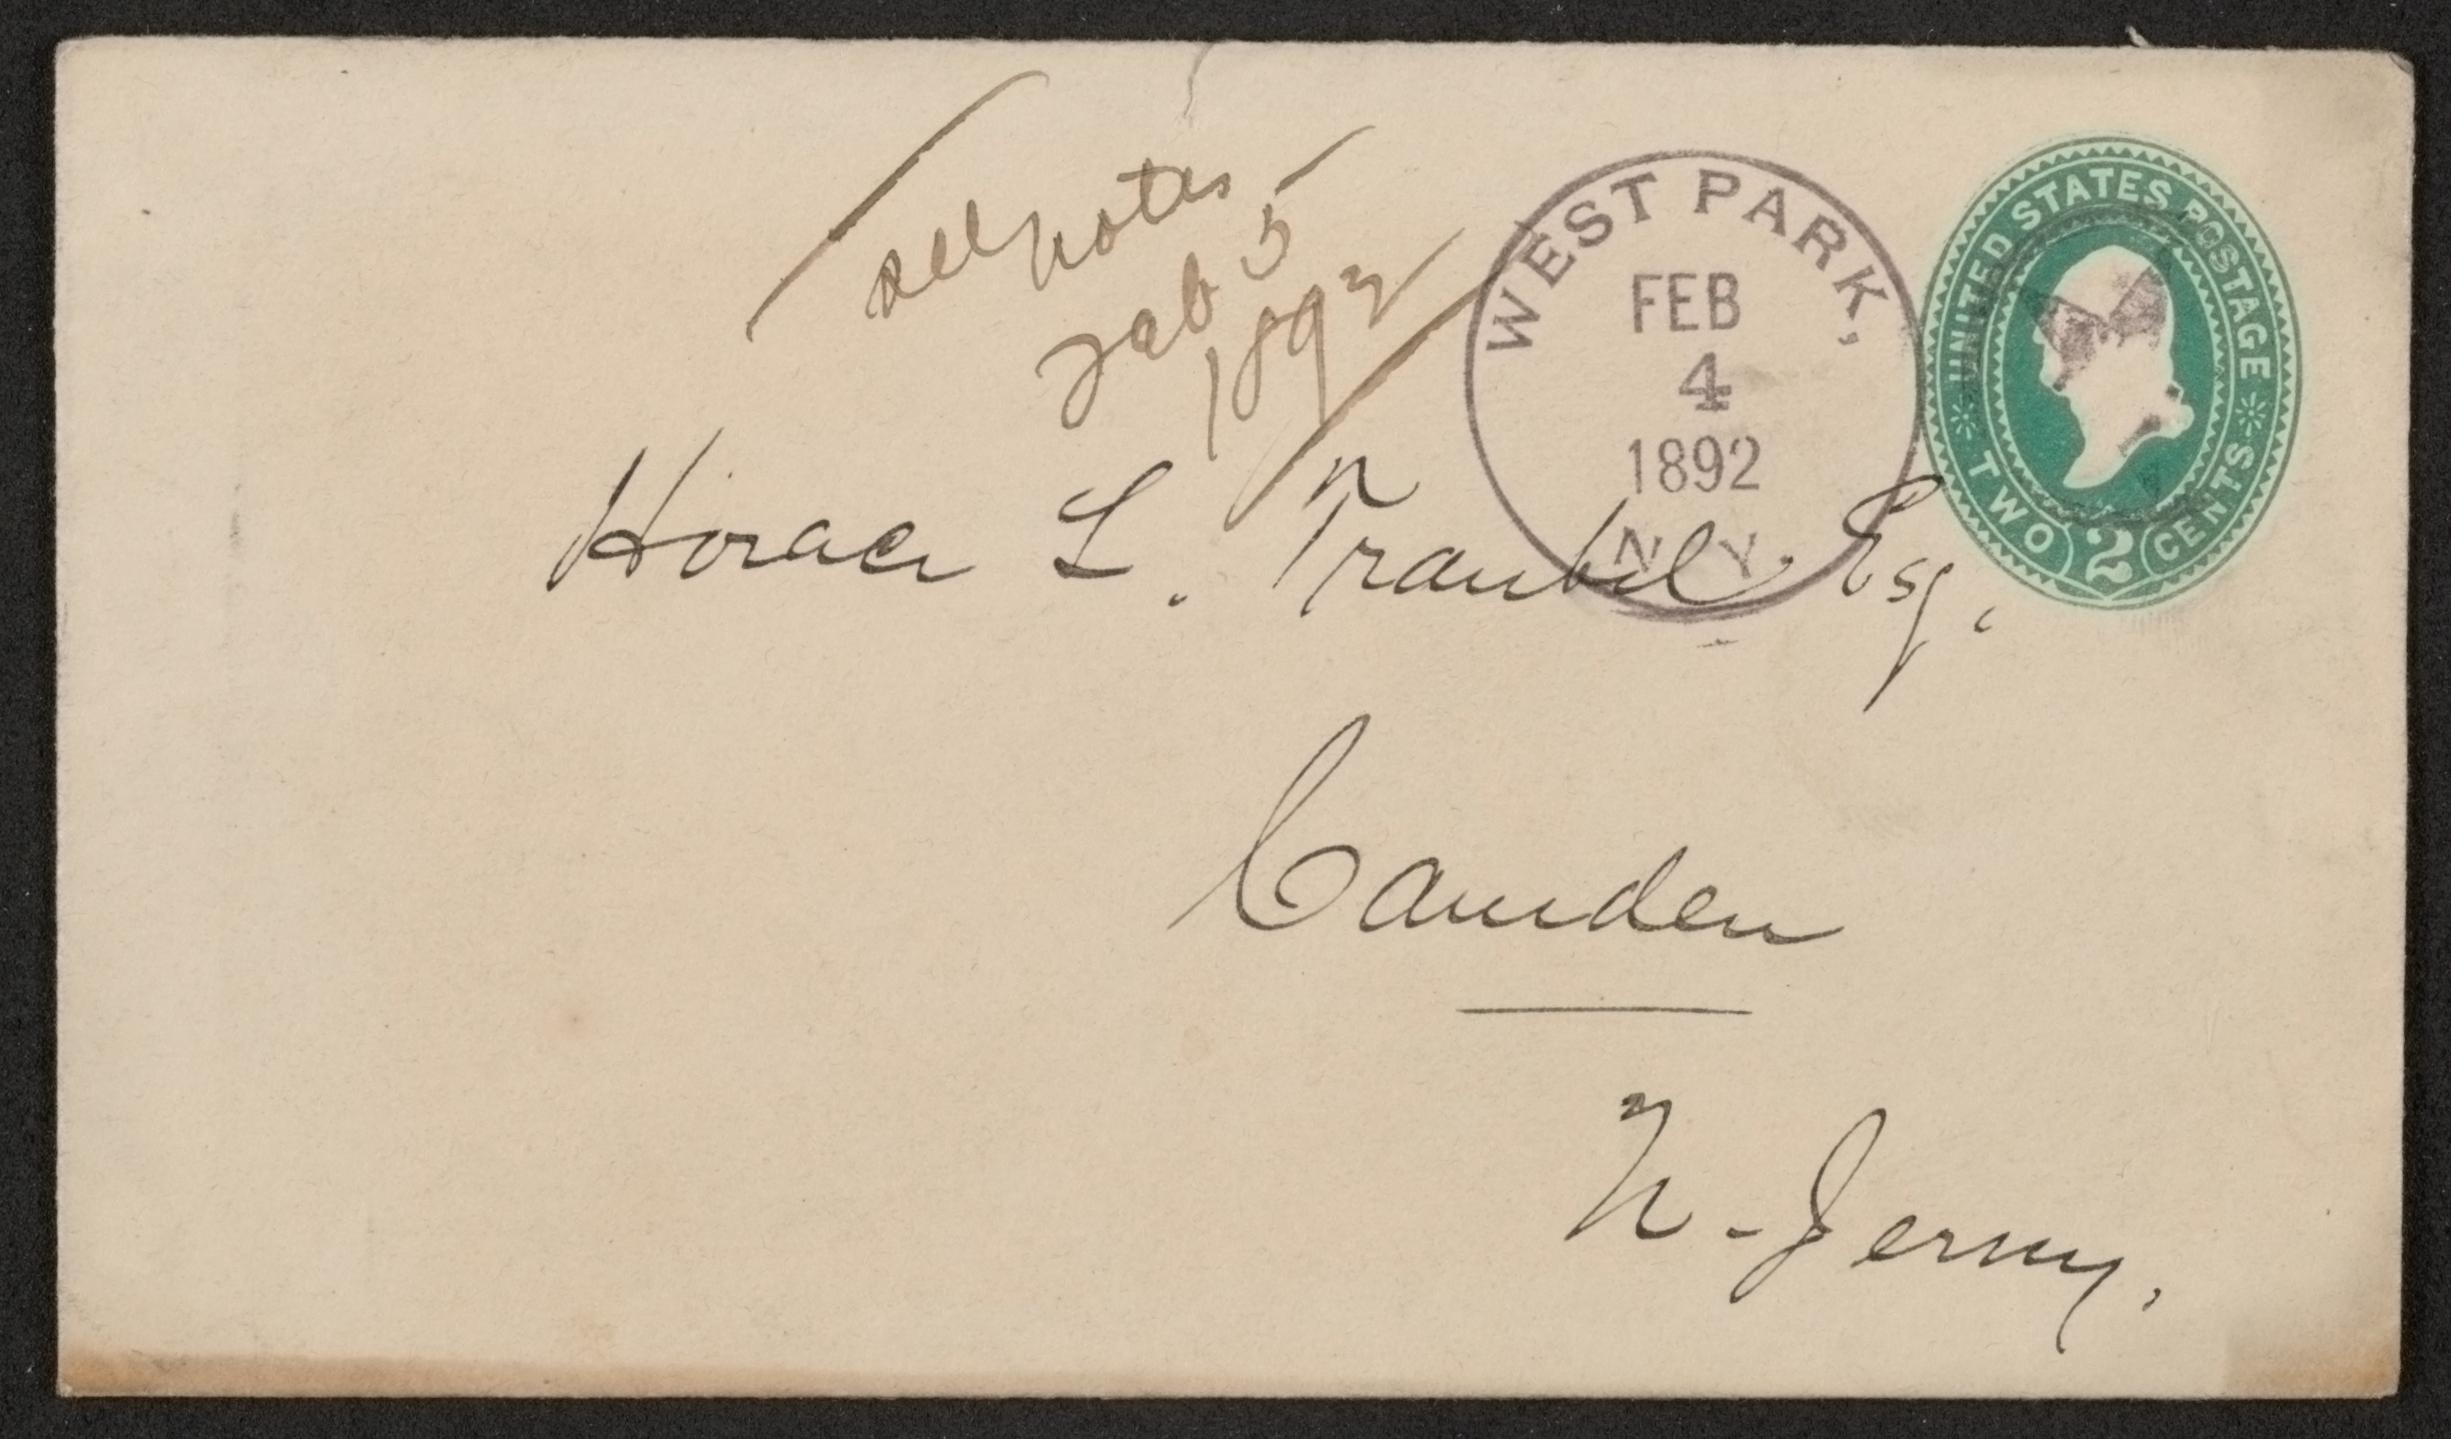 see notes
Feb 5
1892
WEST PARK,
FEB
4
1892
N.Y.
UNITED STATES POSTAGE
TWO 2 CENTS
Horace L. Traubel Esq.
Camden
N-Jersey.